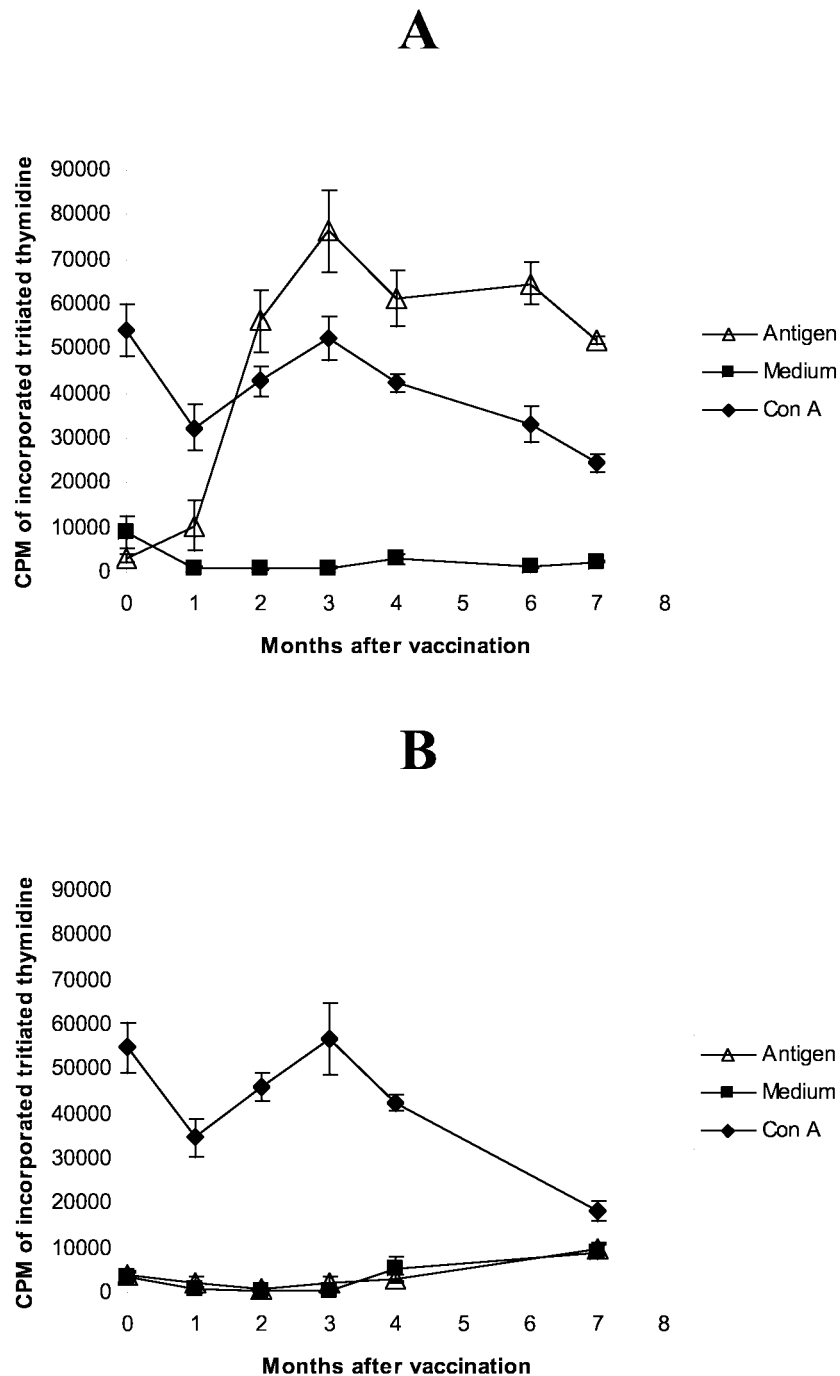 A
CPM of incorporated tritiated thymidine
90000
80000
70000
60000
50000
40000
30000
20000
10000
0
0 1 2 3 4 5 6 7 8
Months after vaccination
Antigen
Medium
Con A
B
CPM of incorporated tritiated thymidine
90000
80000
70000
60000
50000
40000
30000
20000
10000
0
0 1 2 3 4 5 6 7 8
Months after vaccination
Antigen
Medium
Con A